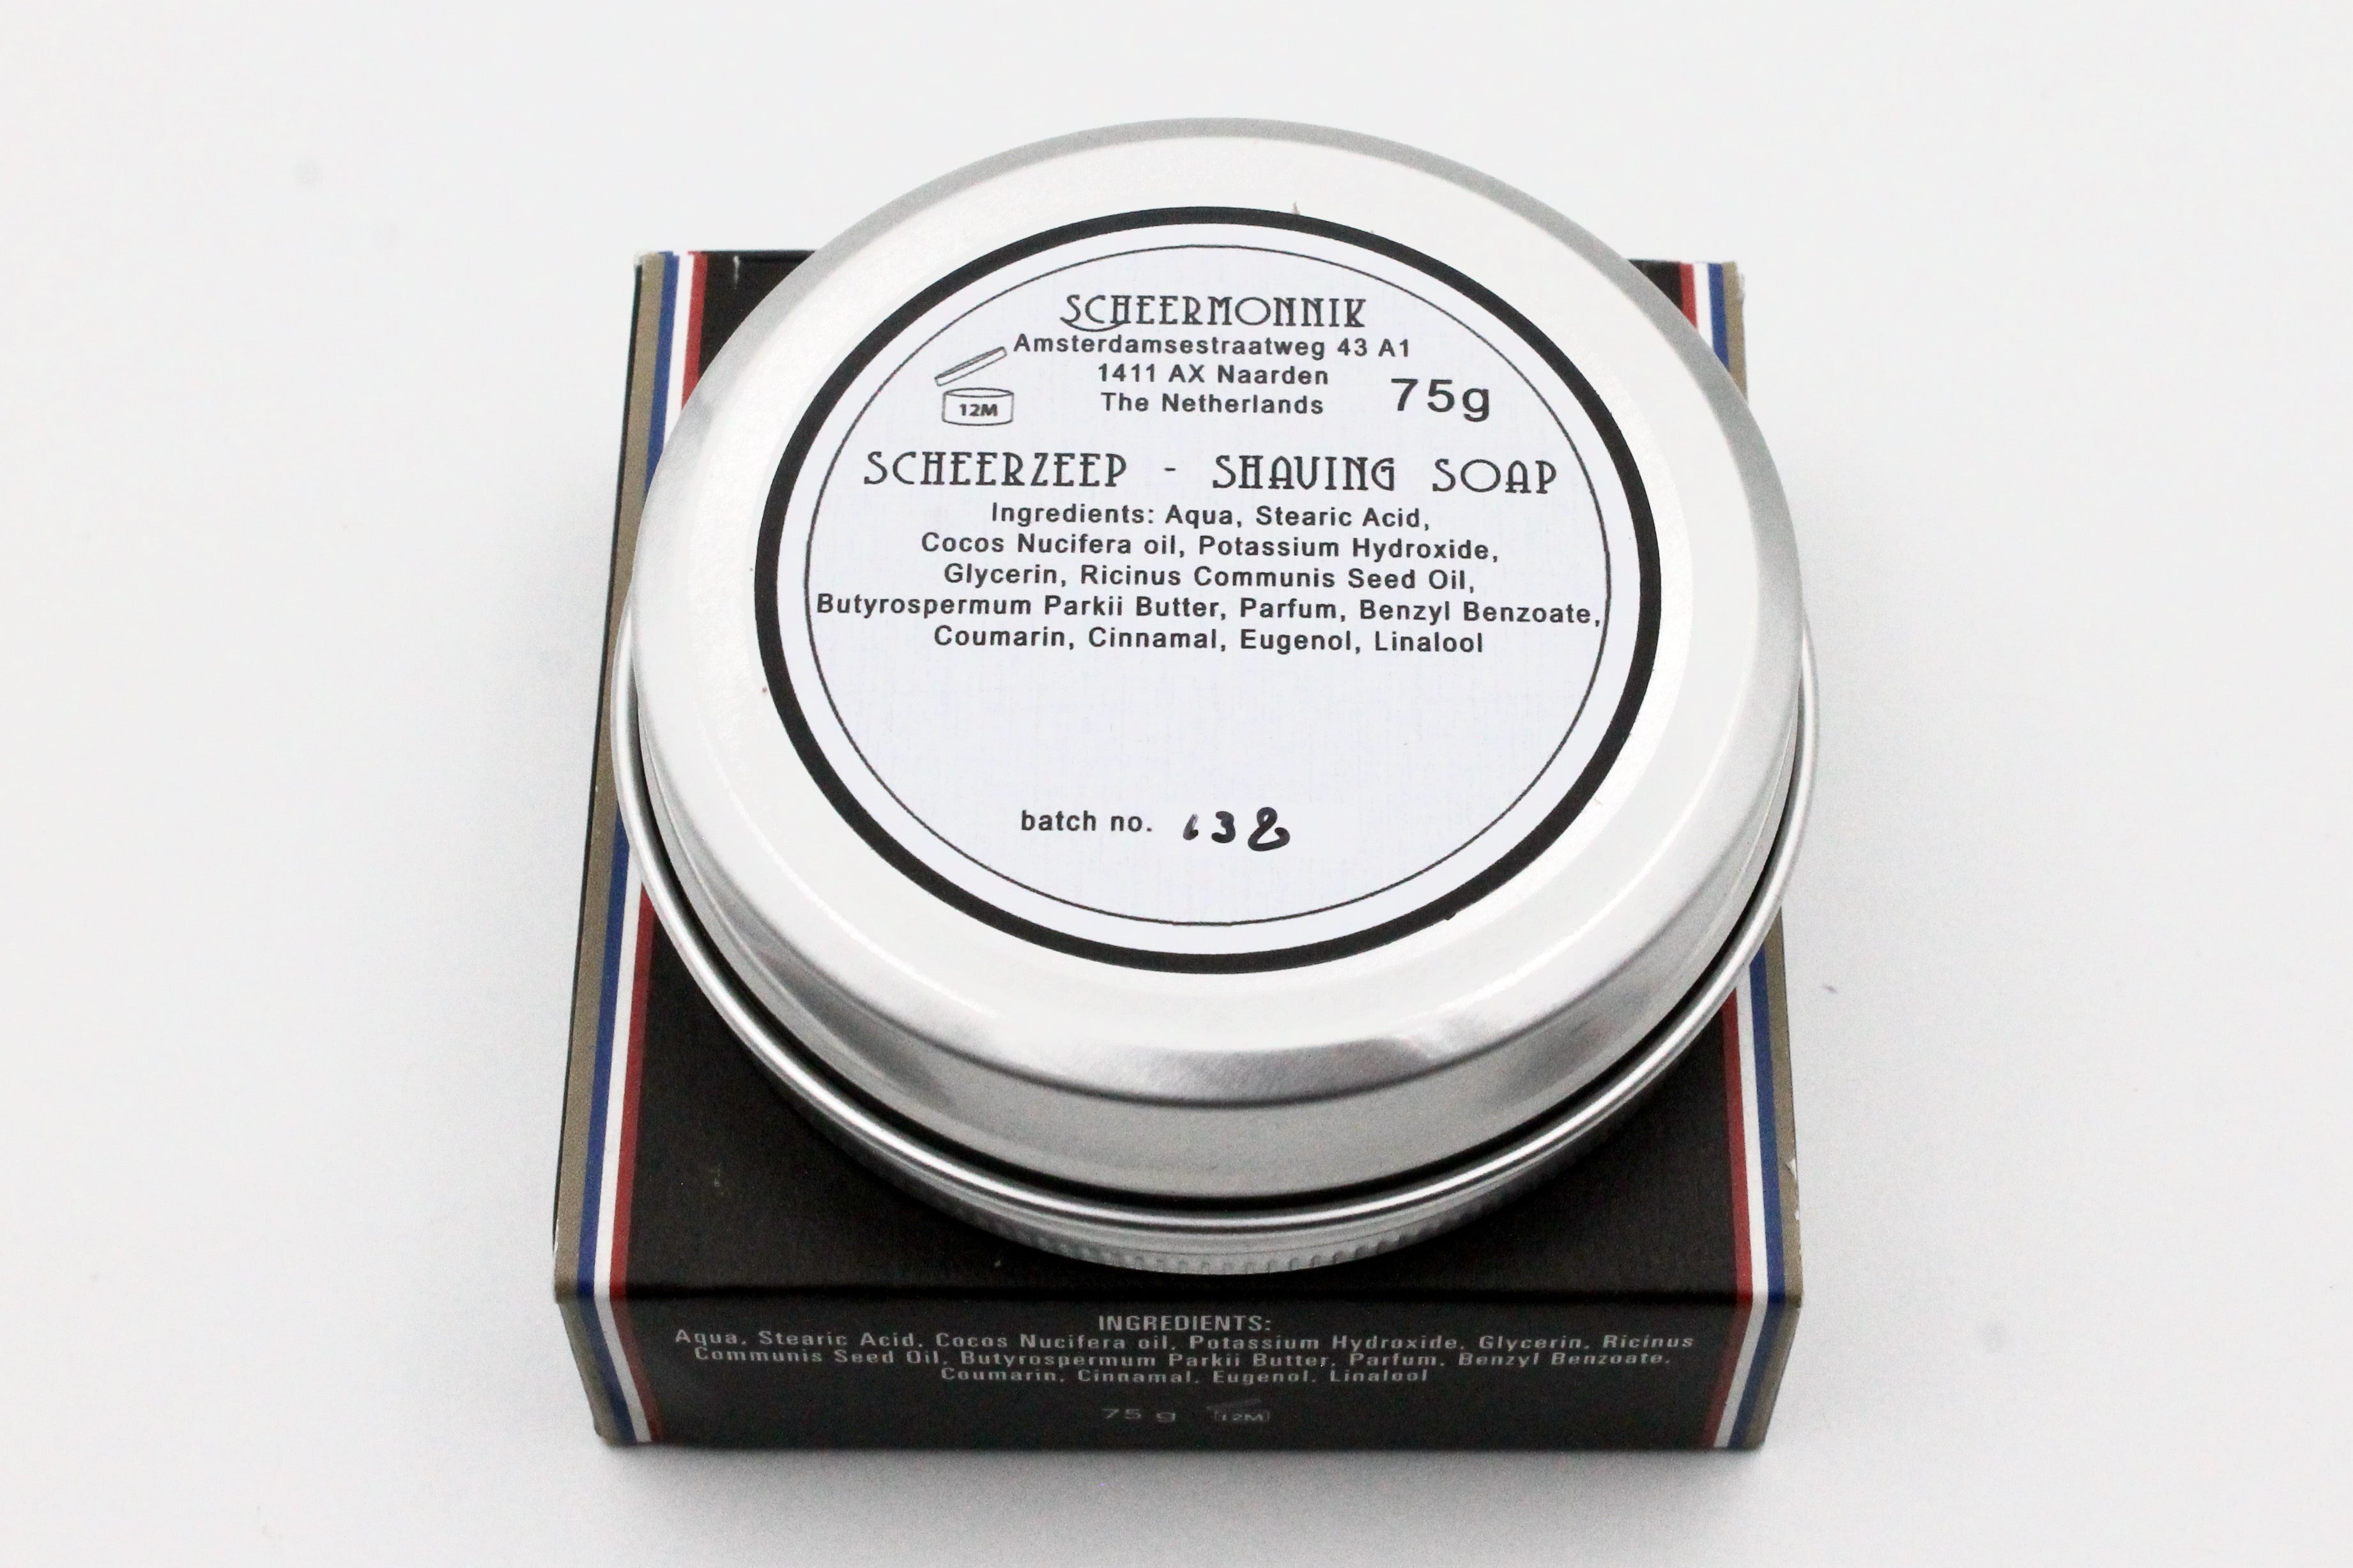 SCHEERMONNIK
Amsterdamsestraatweg 43 A1
1411 AX Naarden
The Netherlands
75g
12M
SCHEERZEEP - SHAVING SOAP
Ingredients: Aqua, Stearic Acid,
Cocos Nucifera oil, Potassium Hydroxide,
Glycerin, Ricinus Communis Seed Oil,
Butyrospermum Parkii Butter, Parfum, Benzyl Benzoate,
Coumarin, Cinnamal, Eugenol, Linalool
batch no. 638
INGREDIENTS:
Aqua, Stearic Acid, Cocos Nucifera oil, Potassium Hydroxide, Glycerin, Ricinus
Communis Seed Oil, Butyrospermum Parkii Butter, Parfum, Benzyl Benzoate,
Coumarin, Cinnamal, Eugenol, Linalool
75 g 12M